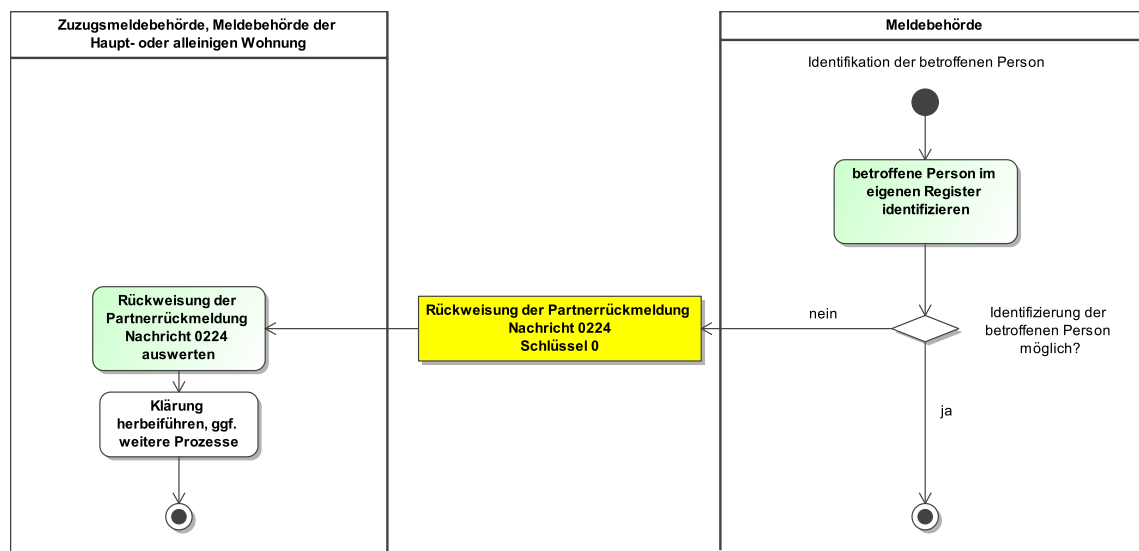 Zuzugsmeldebehörde, Meldebehörde der
Haupt- oder alleinigen Wohnung
Meldebehörde
Identifikation der betroffenen Person
betroffene Person im
eigenen Register
identifizieren
Identifizierung der
betroffenen Person
möglich?
nein
ja
Rückweisung der Partnerrückmeldung
Nachricht 0224
Schlüssel 0
Rückweisung der
Partnerrückmeldung
Nachricht 0224
auswerten
Klärung
herbeiführen, ggf.
weitere Prozesse